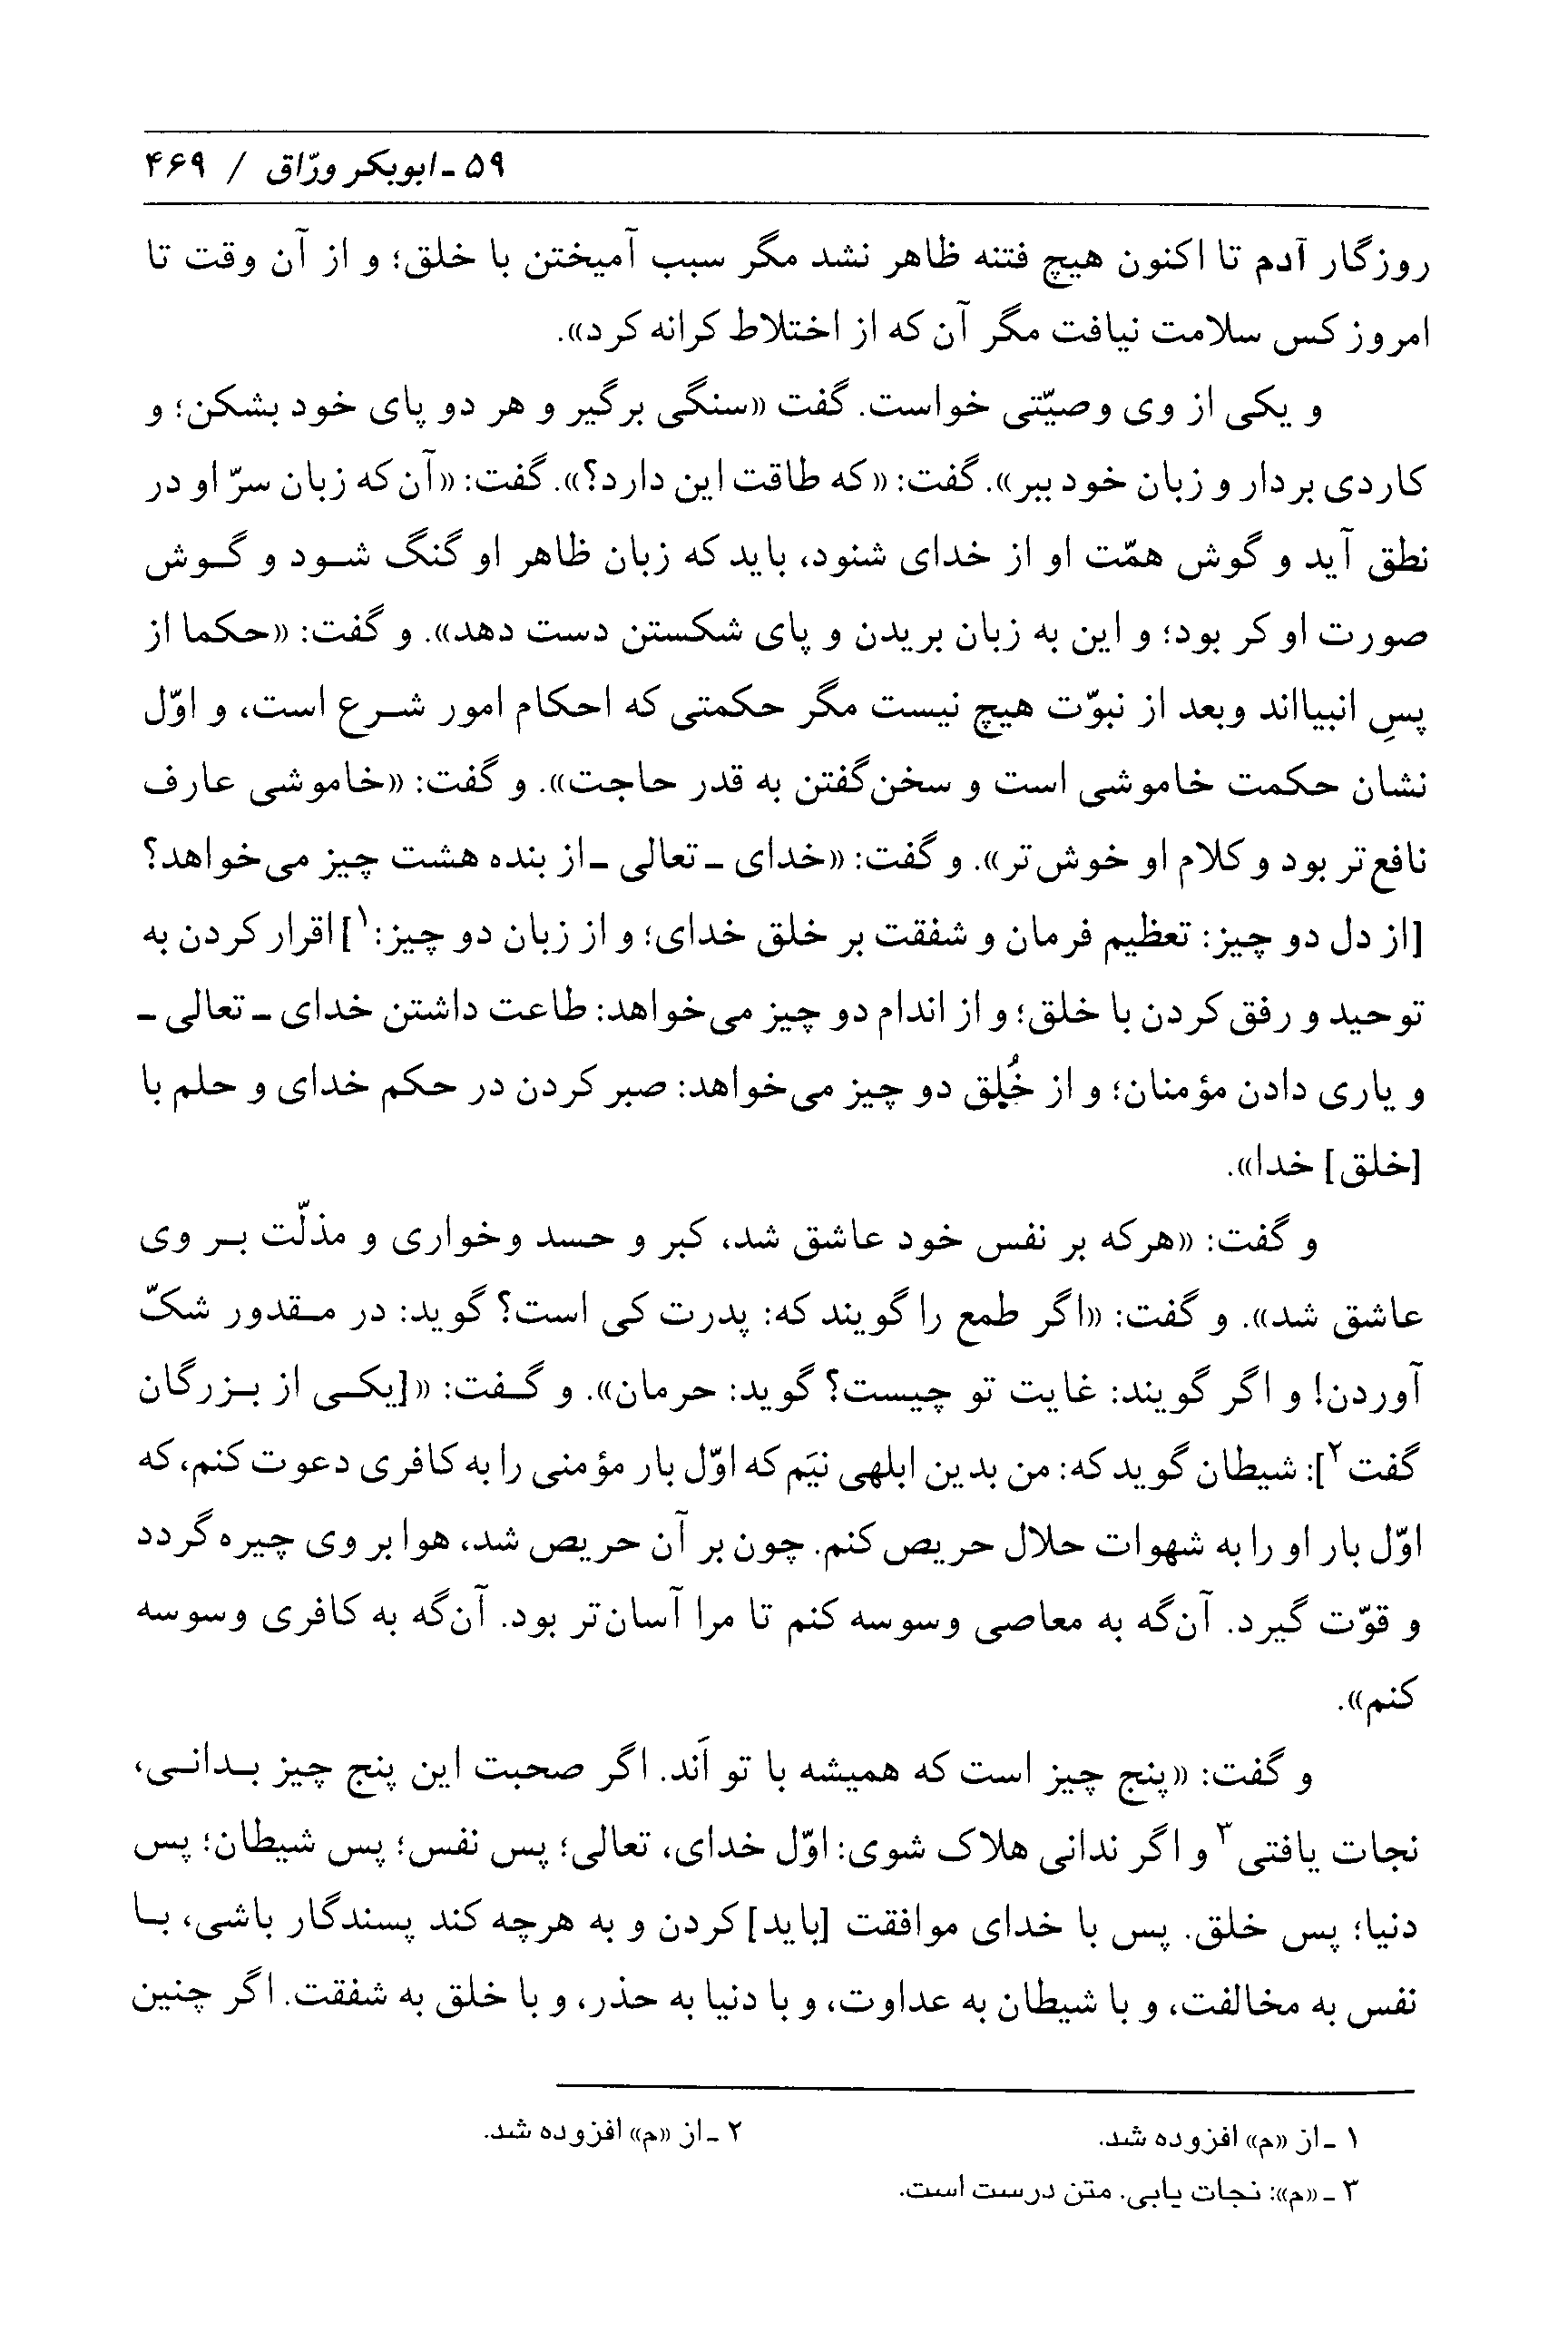 ۵۹ ـ ابوبکر ورّاق / ۴۶۹
روزگار آدم تا اکنون هیچ فتنه ظاهر نشد مگر سبب آمیختن با خلق؛ و از آن وقت تا
امروز کس سلامت نیافت مگر آن که از اختلاط کرانه کرد».
و یکی از وی وصیّتی خواست. گفت «سنگی برگیر و هر دو پای خود بشکن؛ و
کاردی بردار و زبان خود ببر». گفت: «که طاقت این دارد؟». گفت: «آن‌که زبان سرّ او در
نطق آید و گوش همّت او از خدای شنود، باید که زبان ظاهر او گنگ شود و گوش
صورت او کر بود؛ و این به زبان بریدن و پای شکستن دست دهد». و گفت: «حکما از
پسِ انبیااند وبعد از نبوّت هیچ نیست مگر حکمتی که احکام امور شرع است، و اوّل
نشان حکمت خاموشی است و سخن‌گفتن به قدر حاجت». و گفت: «خاموشی عارف
نافع‌تر بود و کلام او خوش‌تر». و گفت: «خدای ـ تعالی ـ از بنده هشت چیز می‌خواهد؟
[از دل دو چیز: تعظیم فرمان و شفقت بر خلق خدای؛ و از زبان دو چیز:۱] اقرار کردن به
توحید و رفق کردن با خلق؛ و از اندام دو چیز می‌خواهد: طاعت داشتن خدای ـ تعالی ـ
و یاری دادن مؤمنان؛ و از خُلِق دو چیز می‌خواهد: صبر کردن در حکم خدای و حلم با
[خلق] خدا».
و گفت: «هرکه بر نفس خود عاشق شد، کبر و حسد وخواری و مذلّت بر وی
عاشق شد». و گفت: «اگر طمع را گویند که: پدرت کی است؟ گوید: در مقدور شکّ
آوردن! و اگر گویند: غایت تو چیست؟ گوید: حرمان». و گفت: «[یکی از بزرگان
گفت۲]: شیطان گوید که: من بدین ابلهی نیَم که اوّل بار مؤمنی را به کافری دعوت کنم، که
اوّل بار او را به شهوات حلال حریص کنم. چون بر آن حریص شد، هوا بر وی چیره گردد
و قوّت گیرد. آن‌گه به معاصی وسوسه کنم تا مرا آسان‌تر بود. آن‌گه به کافری وسوسه
کنم».
و گفت: «پنج چیز است که همیشه با تو اَند. اگر صحبت این پنج چیز بدانی،
نجات یافتی۳ و اگر ندانی هلاک شوی: اوّل خدای، تعالی؛ پس نفس؛ پس شیطان؛ پس
دنیا؛ پس خلق. پس با خدای موافقت [باید] کردن و به هرچه کند پسندگار باشی، با
نفس به مخالفت، و با شیطان به عداوت، و با دنیا به حذر، و با خلق به شفقت. اگر چنین
۱ ـ از «م» افزوده شد. ۲ ـ از «م» افزوده شد.
۳ ـ «م»: نجات یابی. متن درست است.